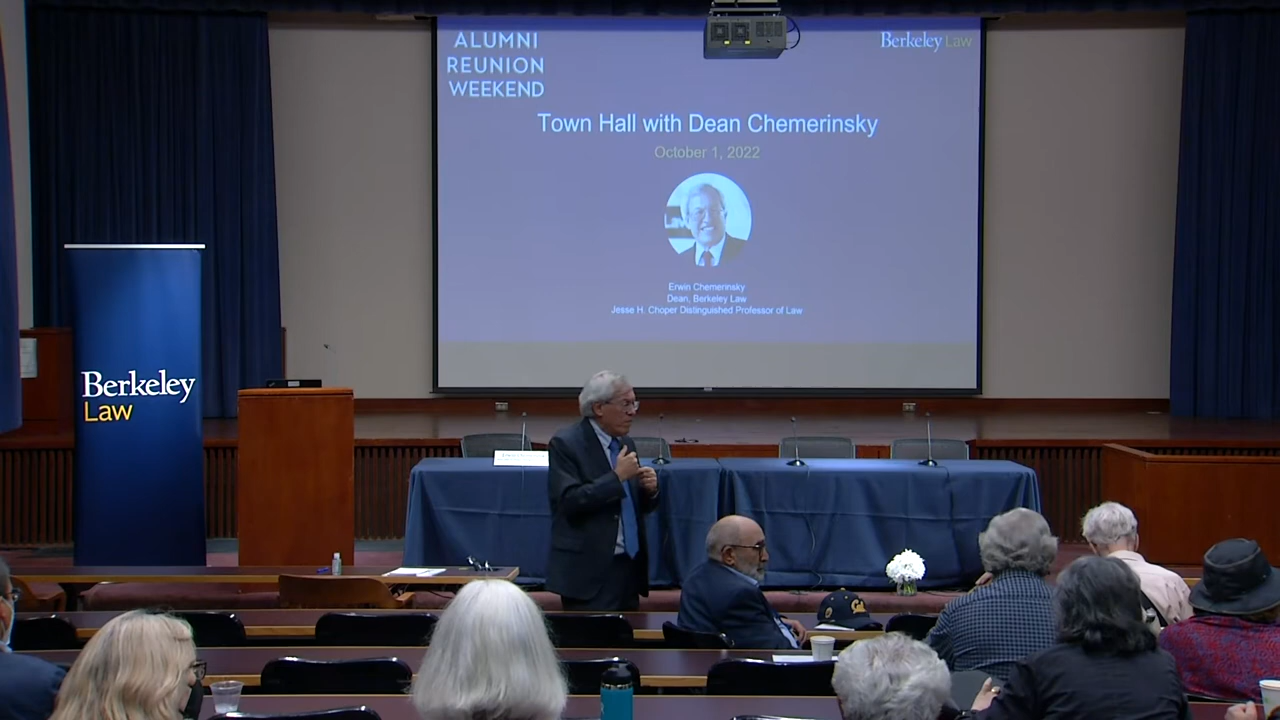 ALUMNI
REUNION
WEEKEND
Berkeley Law
Town Hall with Dean Chemerinsky
October 1, 2022
Erwin Chemerinsky
Dean, Berkeley Law
Jesse H. Choper Distinguished Professor of Law
Berkeley
Law
Cal